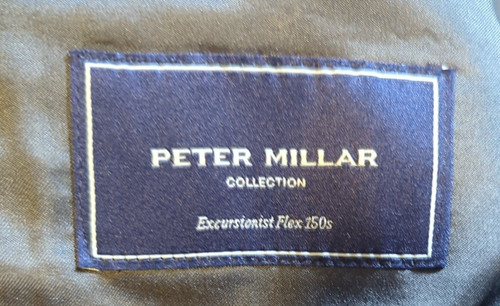 PETER MILLAR
COLLECTION
Excursionist Flex 150s